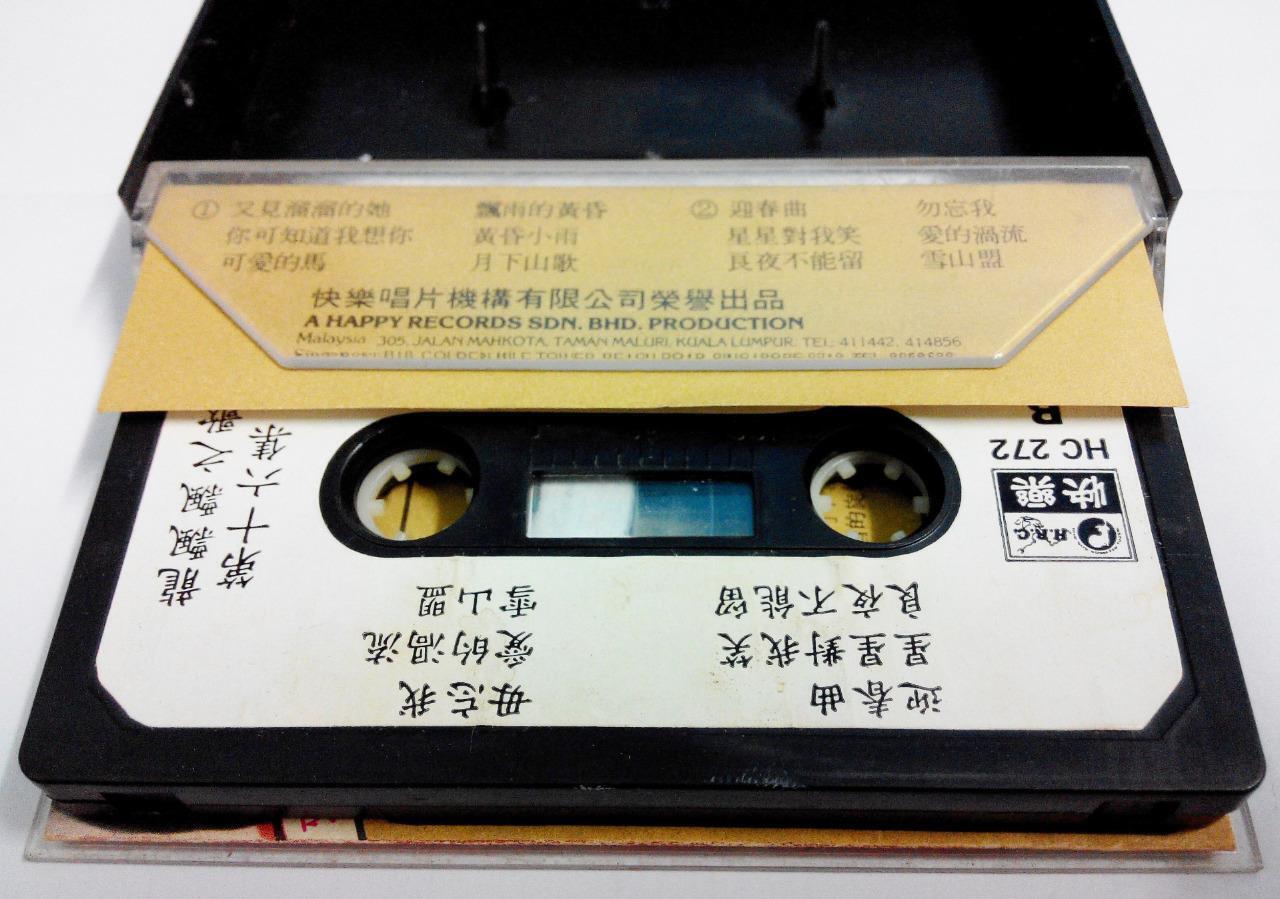 ① 又見溜溜的她 飄雨的黃昏 ② 迎春曲 勿忘我
你可知道我想你 黃昏小雨 星星對我笑 愛的渦流
可愛的馬 月下山歌 良夜不能留 雪山盟
快樂唱片機構有限公司榮譽出品
A HAPPY RECORDS SDN. BHD. PRODUCTION
Malaysia 305, JALAN MAHKOTA, TAMAN MALURI, KUALA LUMPUR. TEL: 411442, 414856
迎春曲 毋忘我
星星對我笑 愛的渦流
良夜不能留 雪山盟
H.R.C.
快樂
HC 272
B
龍飄飄之歌
第十六集